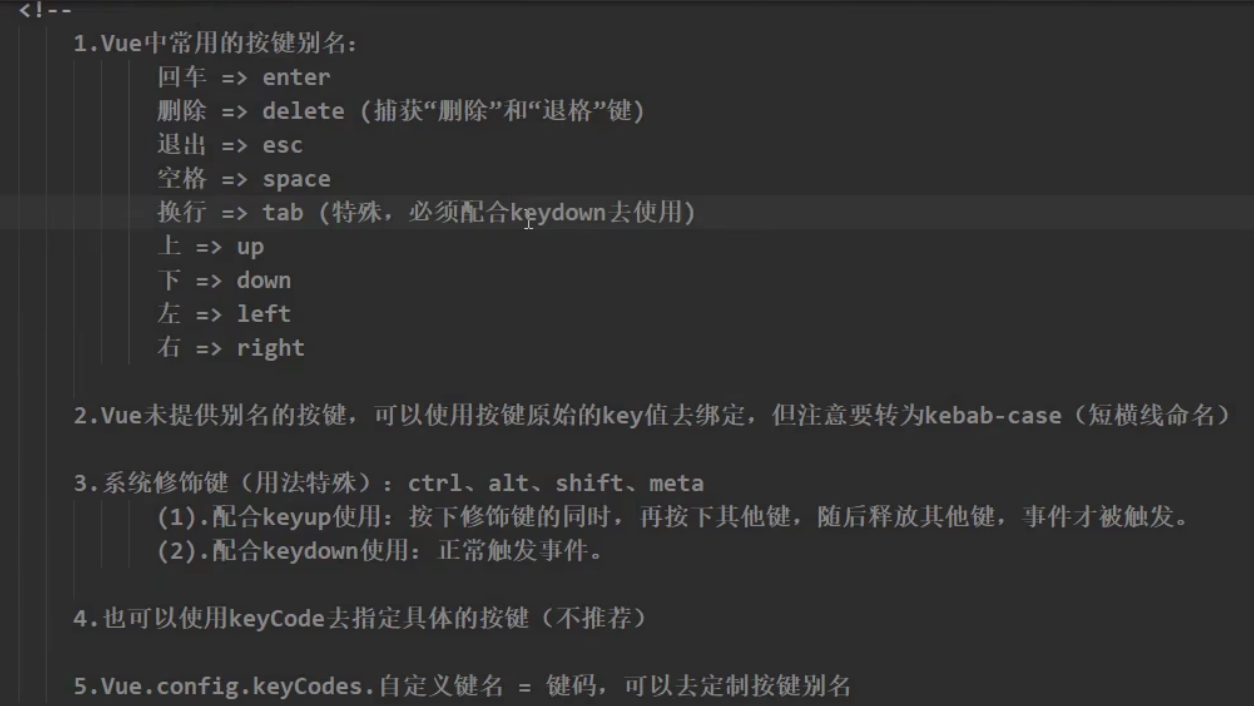 <!--
1.Vue中常用的按键别名：
回车 => enter
删除 => delete (捕获“删除”和“退格”键)
退出 => esc
空格 => space
换行 => tab (特殊，必须配合keydown去使用)
上 => up
下 => down
左 => left
右 => right
2.Vue未提供别名的按键，可以使用按键原始的key值去绑定，但注意要转为kebab-case（短横线命名）
3.系统修饰键（用法特殊）：ctrl、alt、shift、meta
(1).配合keyup使用：按下修饰键的同时，再按下其他键，随后释放其他键，事件才被触发。
(2).配合keydown使用：正常触发事件。
4.也可以使用keyCode去指定具体的按键（不推荐）
5.Vue.config.keyCodes.自定义键名 = 键码，可以去定制按键别名